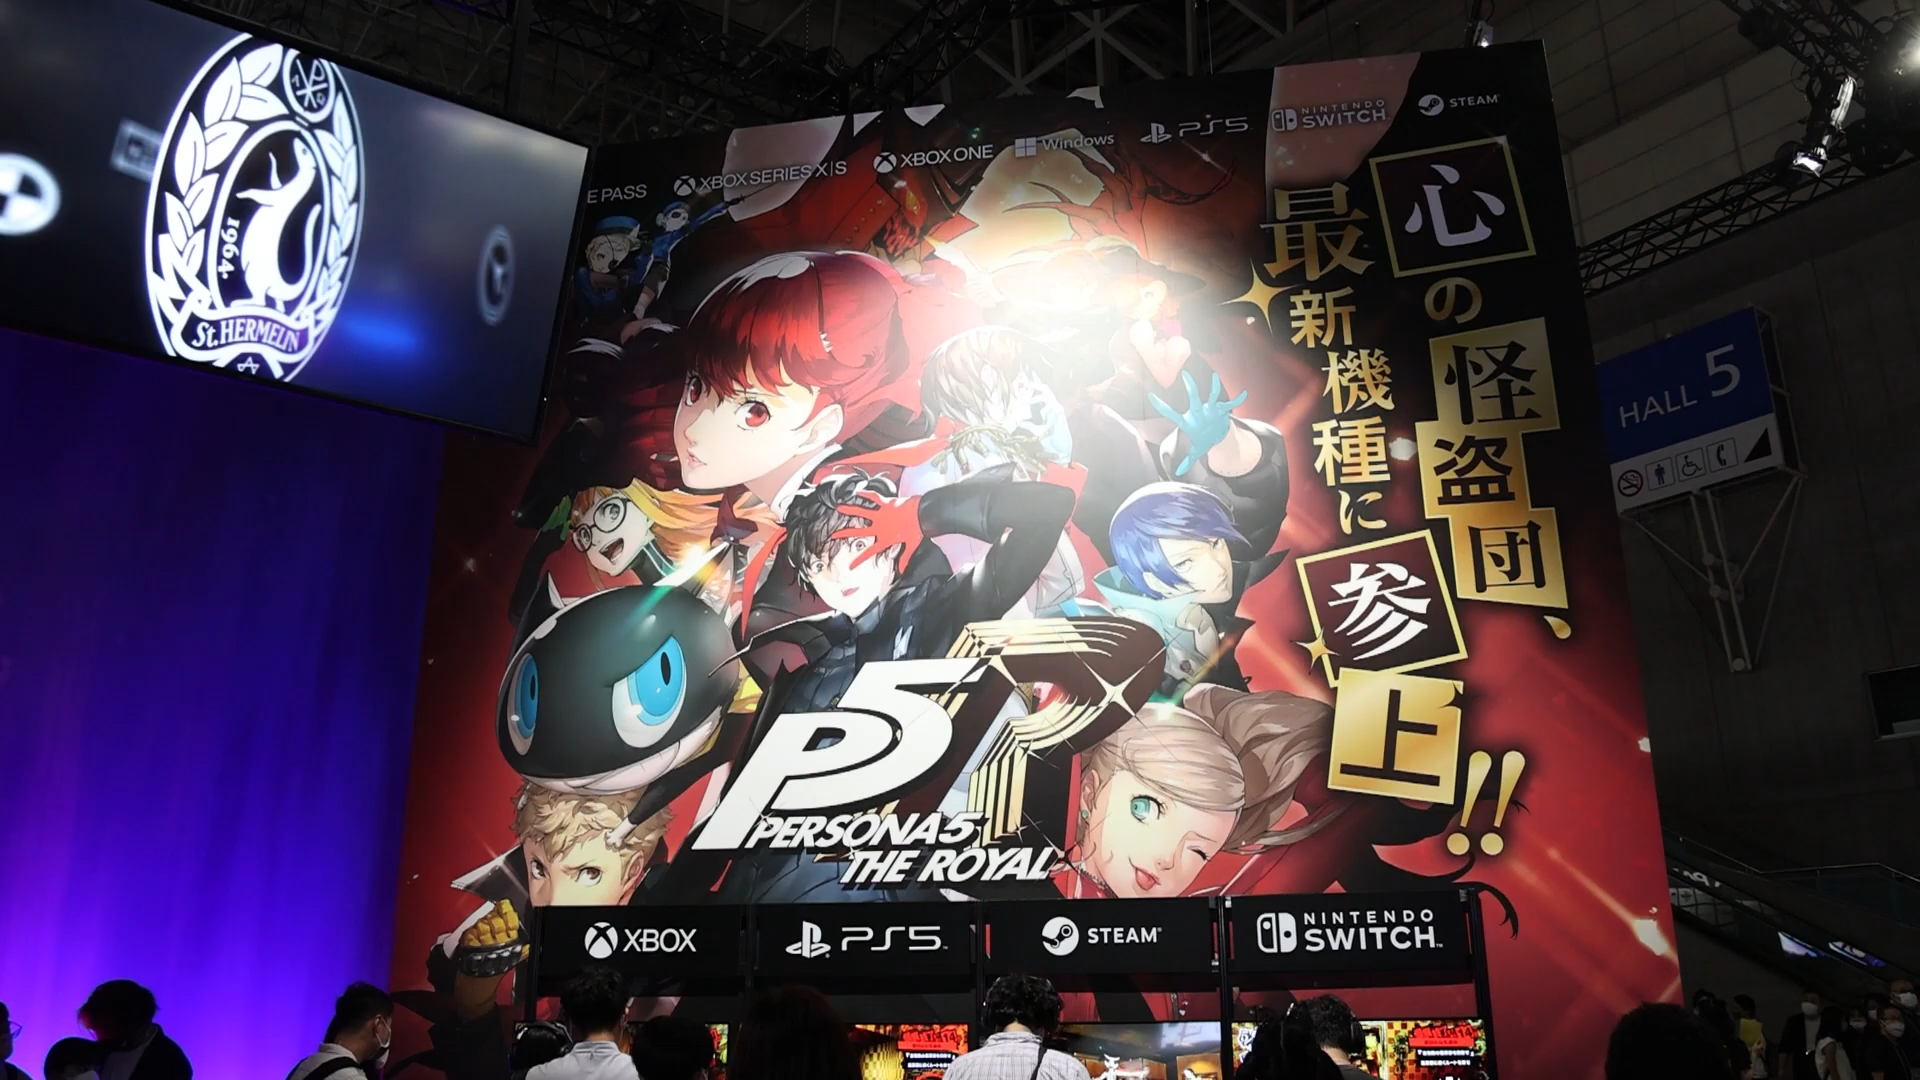 1964
St. HERMELIN
E PASS
XBOX SERIES X|S
XBOX ONE
Windows
PS5
NINTENDO
SWITCH
STEAM
心の怪盗団、
最新機種に
参上!!
P5R
PERSONA5
THE ROYAL
HALL 5
XBOX
PS5
STEAM
NINTENDO
SWITCH